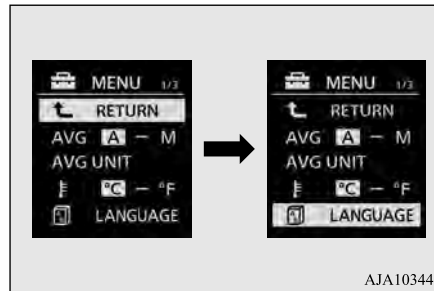 MENU 1/3
RETURN
AVG A – M
AVG UNIT
°C – °F
LANGUAGE
MENU 1/3
RETURN
AVG A – M
AVG UNIT
°C – °F
LANGUAGE
AJA10344